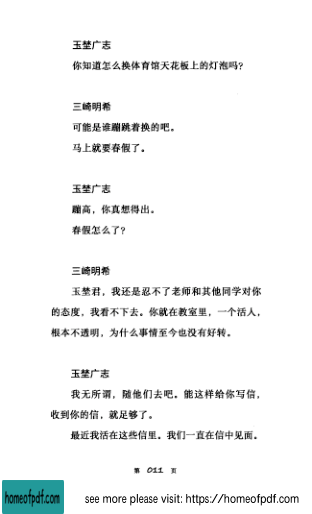 玉埜广志
你知道怎么换体育馆天花板上的灯泡吗？
三崎明希
可能是谁蹦跳着换的吧。
马上就要春假了。
玉埜广志
蹦高，你真想得出。
春假怎么了？
三崎明希
玉埜君，我还是忍不了老师和其他同学对你
的态度，我看不下去。你就在教室里，一个活人，
根本不透明，为什么事情至今也没有好转。
玉埜广志
我无所谓，随他们去吧。能这样给你写信，
收到你的信，就足够了。
最近我活在这些信里。我们一直在信中见面。
第 011 页
homeofpdf.com
see more please visit: https://homeofpdf.com